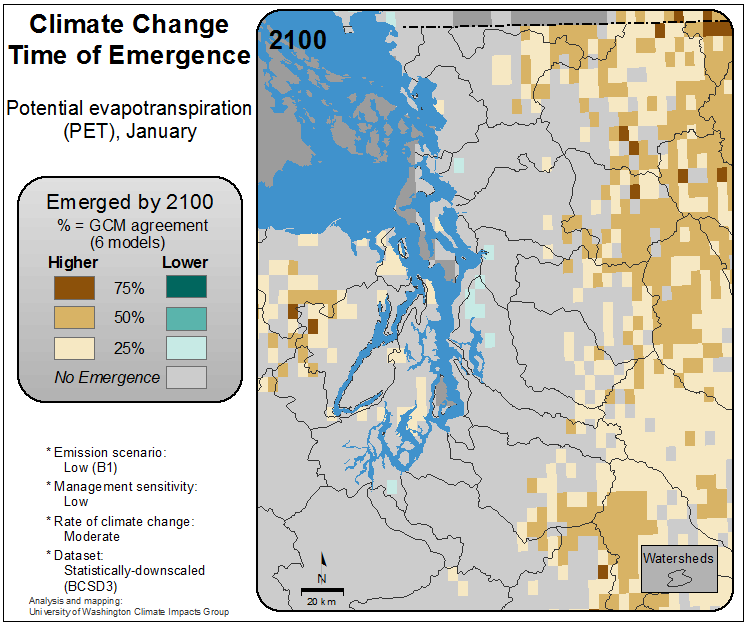 Climate Change
Time of Emergence
Potential evapotranspiration
(PET), January
Emerged by 2100
% = GCM agreement
(6 models)
Higher Lower
75%
50%
25%
No Emergence
* Emission scenario:
Low (B1)
* Management sensitivity:
Low
* Rate of climate change:
Moderate
* Dataset:
Statistically-downscaled
(BCSD3)
Analysis and mapping:
University of Washington Climate Impacts Group
2100
N
20 km
Watersheds